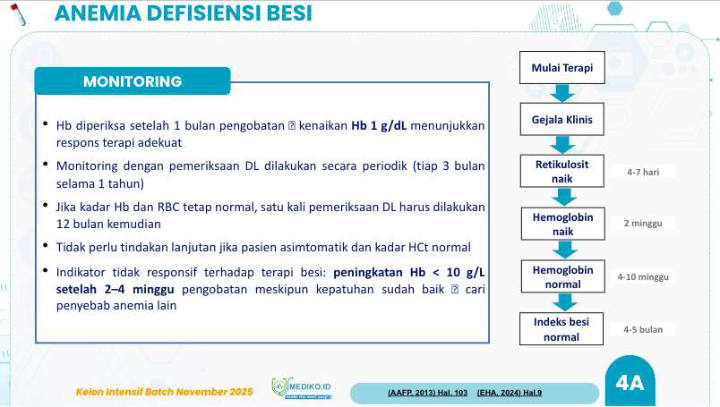 ANEMIA DEFISIENSI BESI
MONITORING
• Hb diperiksa setelah 1 bulan pengobatan ⍰ kenaikan Hb 1 g/dL menunjukkan
respons terapi adekuat
• Monitoring dengan pemeriksaan DL dilakukan secara periodik (tiap 3 bulan
selama 1 tahun)
• Jika kadar Hb dan RBC tetap normal, satu kali pemeriksaan DL harus dilakukan
12 bulan kemudian
• Tidak perlu tindakan lanjutan jika pasien asimtomatik dan kadar HCt normal
• Indikator tidak responsif terhadap terapi besi: peningkatan Hb < 10 g/L
setelah 2–4 minggu pengobatan meskipun kepatuhan sudah baik ⍰ cari
penyebab anemia lain
Mulai Terapi
Gejala Klinis
Retikulosit
naik
4-7 hari
Hemoglobin
naik
2 minggu
Hemoglobin
normal
4-10 minggu
Indeks besi
normal
4-5 bulan
Kelon Intensif Batch November 2025
MEDIKO.ID
(AAFP, 2013) Hal. 103 (EHA, 2024) Hal.9
4A